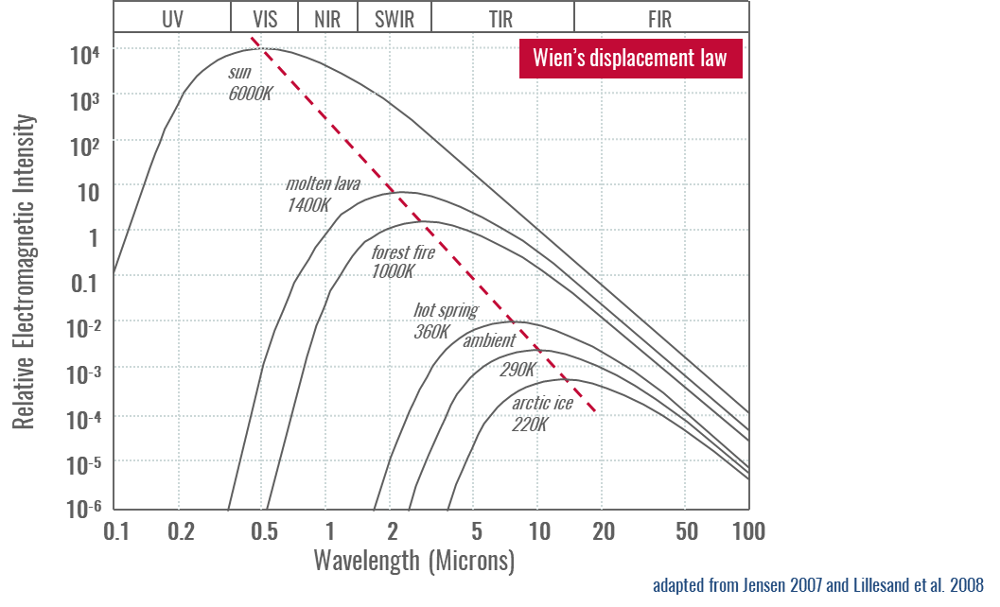 UV VIS NIR SWIR TIR FIR
Wien's displacement law
10⁴
10³
10²
10
1
0.1
10⁻²
10⁻³
10⁻⁴
10⁻⁵
10⁻⁶
Relative Electromagnetic Intensity
sun
6000K
molten lava
1400K
forest fire
1000K
hot spring
360K
ambient
290K
arctic ice
220K
0.1 0.2 0.5 1 2 5 10 20 50 100
Wavelength (Microns)
adapted from Jensen 2007 and Lillesand et al. 2008